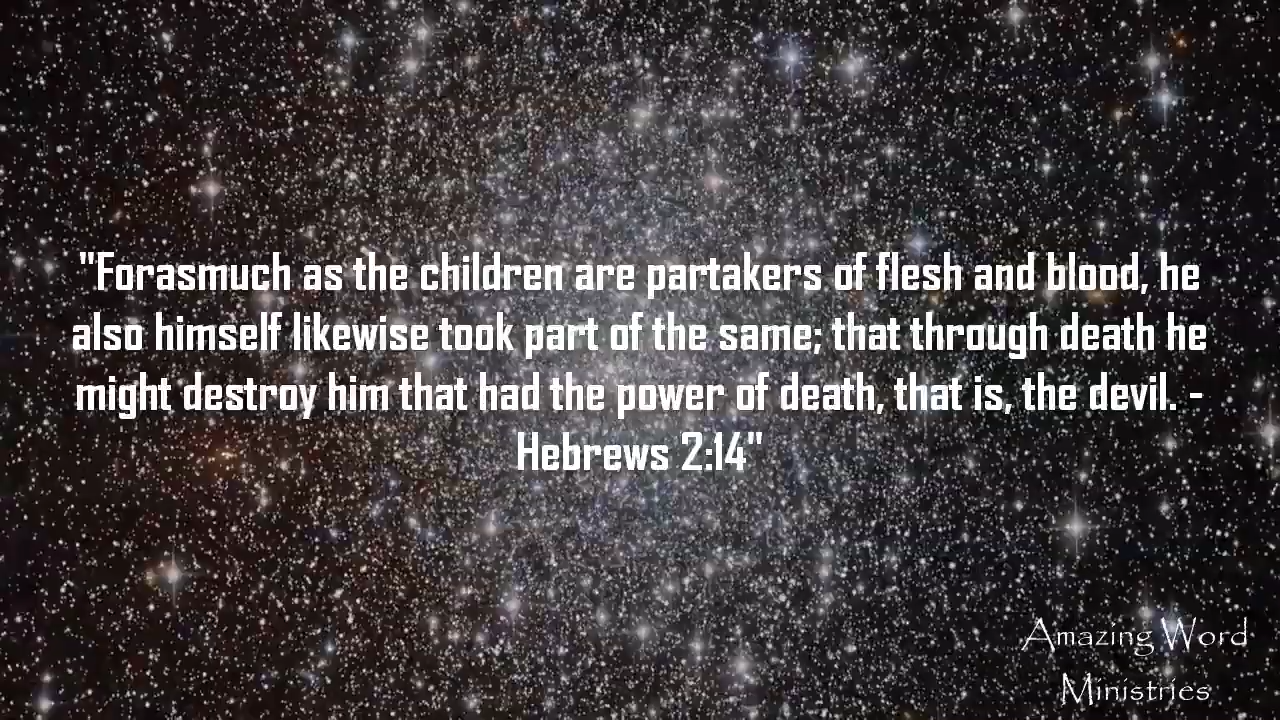 "Forasmuch as the children are partakers of flesh and blood, he
also himself likewise took part of the same; that through death he
might destroy him that had the power of death, that is, the devil. -
Hebrews 2:14"
Amazing Word
Ministries